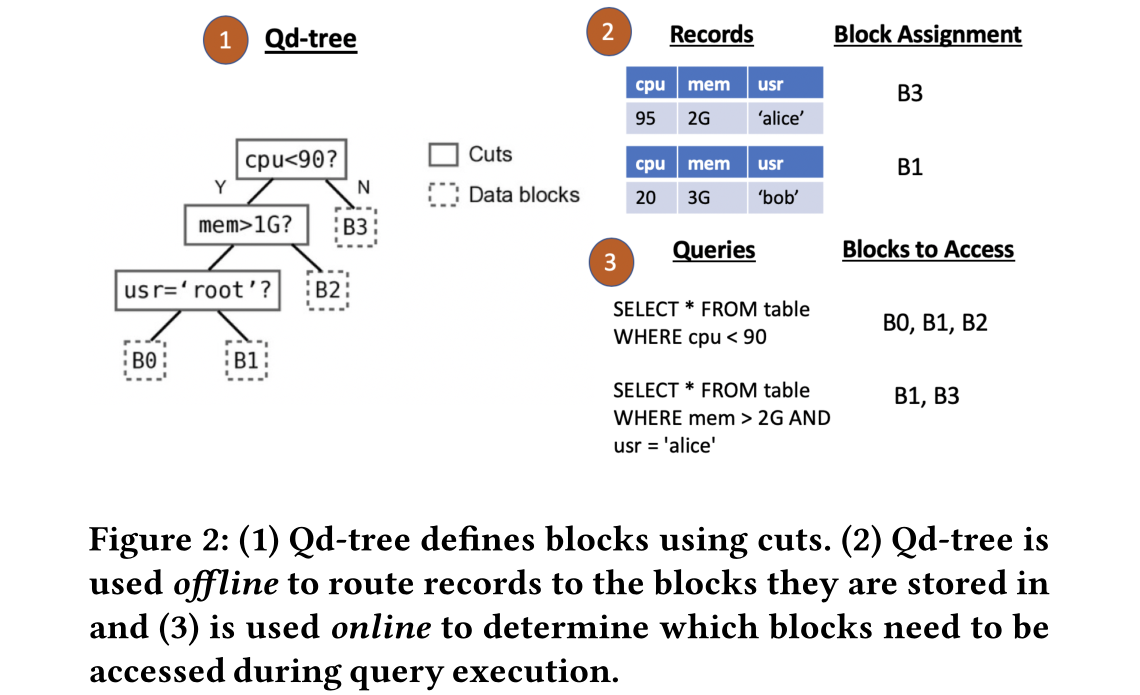 1 Qd-tree
cpu<90?
Y
N
mem>1G?
B3
usr=‘root’?
B2
B0
B1
Cuts
Data blocks
2 Records Block Assignment
cpu mem usr
95 2G ‘alice’
B3
cpu mem usr
20 3G ‘bob’
B1
3 Queries Blocks to Access
SELECT * FROM table
WHERE cpu < 90
B0, B1, B2
SELECT * FROM table
WHERE mem > 2G AND
usr = 'alice'
B1, B3
Figure 2: (1) Qd-tree defines blocks using cuts. (2) Qd-tree is
used offline to route records to the blocks they are stored in
and (3) is used online to determine which blocks need to be
accessed during query execution.